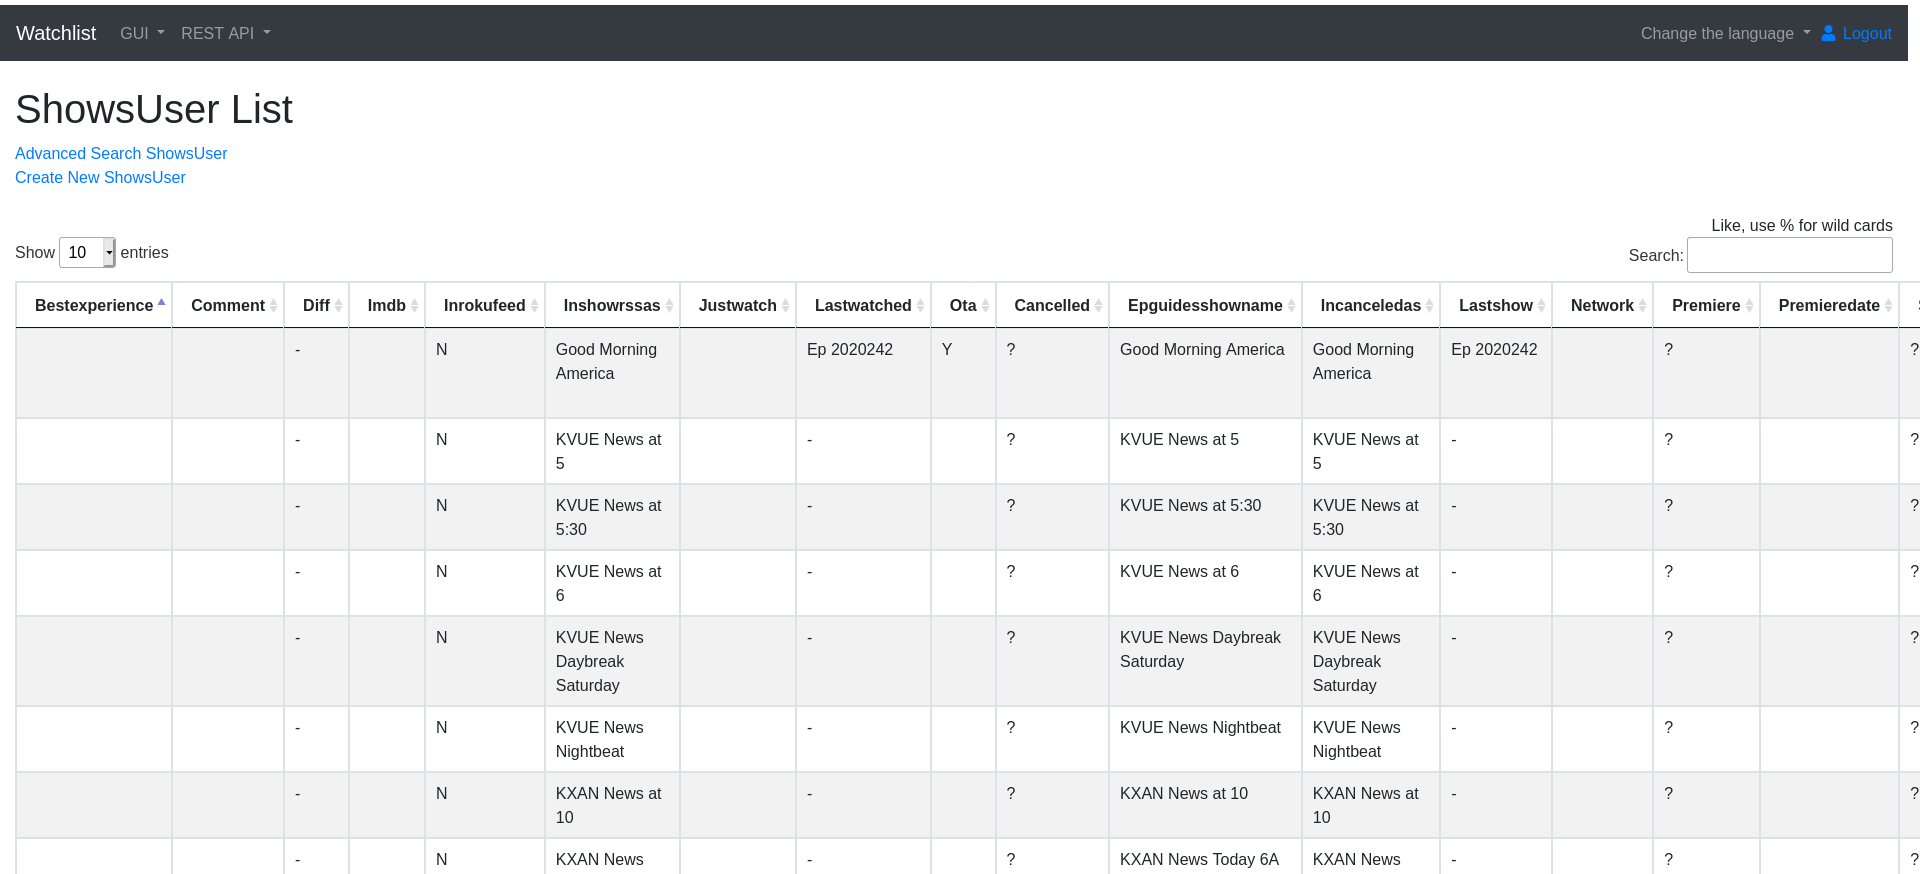 Watchlist GUI REST API Change the language Logout
ShowsUser List
Advanced Search ShowsUser
Create New ShowsUser
Like, use % for wild cards
Show 10 entries Search:
Bestexperience Comment Diff Imdb Inrokufeed Inshowrssas Justwatch Lastwatched Ota Cancelled Epguidesshowname Incanceledas Lastshow Network Premiere Premieredate
- N Good Morning Ep 2020242 Y ? Good Morning America Good Morning Ep 2020242 ? ?
America America
- N KVUE News at - ? KVUE News at 5 KVUE News at - ? ?
5 5
- N KVUE News at - ? KVUE News at 5:30 KVUE News at - ? ?
5:30 5:30
- N KVUE News at - ? KVUE News at 6 KVUE News at - ? ?
6 6
- N KVUE News - ? KVUE News Daybreak KVUE News - ? ?
Daybreak Saturday Daybreak
Saturday Saturday
- N KVUE News - ? KVUE News Nightbeat KVUE News - ? ?
Nightbeat Nightbeat
- N KXAN News at - ? KXAN News at 10 KXAN News at - ? ?
10 10
- N KXAN News - ? KXAN News Today 6A KXAN News - ? ?